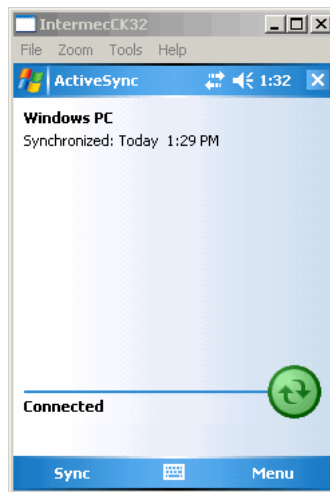 IntermecCK32
File Zoom Tools Help
ActiveSync 1:32
Windows PC
Synchronized: Today 1:29 PM
Connected
Sync Menu